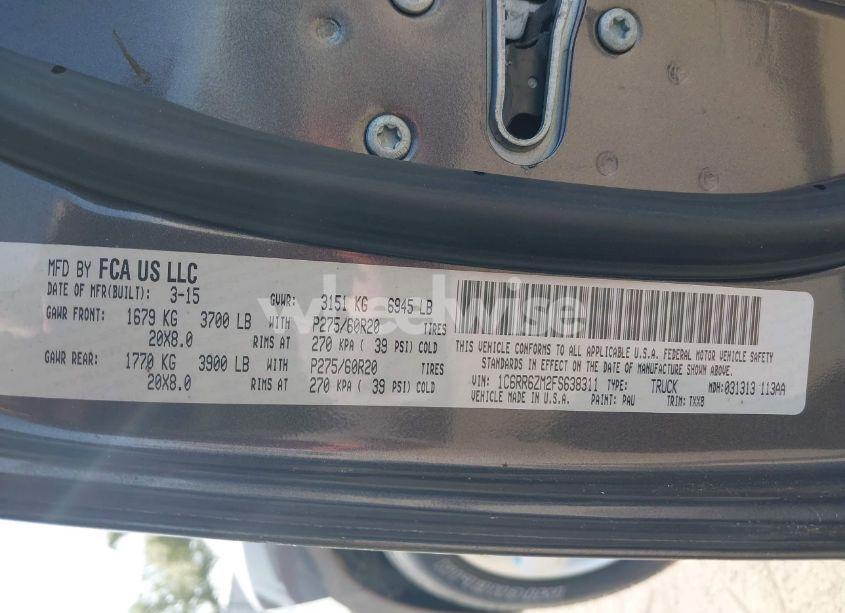 MFD BY FCA US LLC
DATE OF MFR(BUILT): 3-15 GVWR: 3151 KG 6945 LB
GAWR FRONT: 1679 KG 3700 LB WITH P275/60R20 TIRES
20X8.0 RIMS AT 270 KPA ( 39 PSI) COLD
GAWR REAR: 1770 KG 3900 LB WITH P275/60R20 TIRES
20X8.0 RIMS AT 270 KPA ( 39 PSI) COLD
THIS VEHICLE CONFORMS TO ALL APPLICABLE U.S.A. FEDERAL MOTOR VEHICLE SAFETY
STANDARDS IN EFFECT ON THE DATE OF MANUFACTURE SHOWN ABOVE.
VIN: 1C6RR6ZM2FS638311 TYPE: TRUCK MDH: 031313 113AA
VEHICLE MADE IN U.S.A. PAINT: PAU TRIM: TXX8